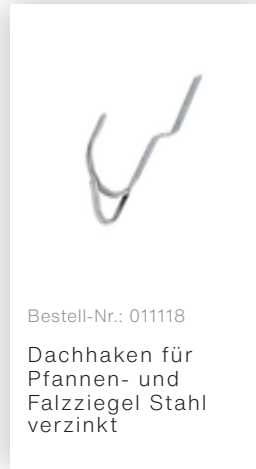 Bestell-Nr.: 011118
Dachhaken für
Pfannen- und
Falzziegel Stahl
verzinkt